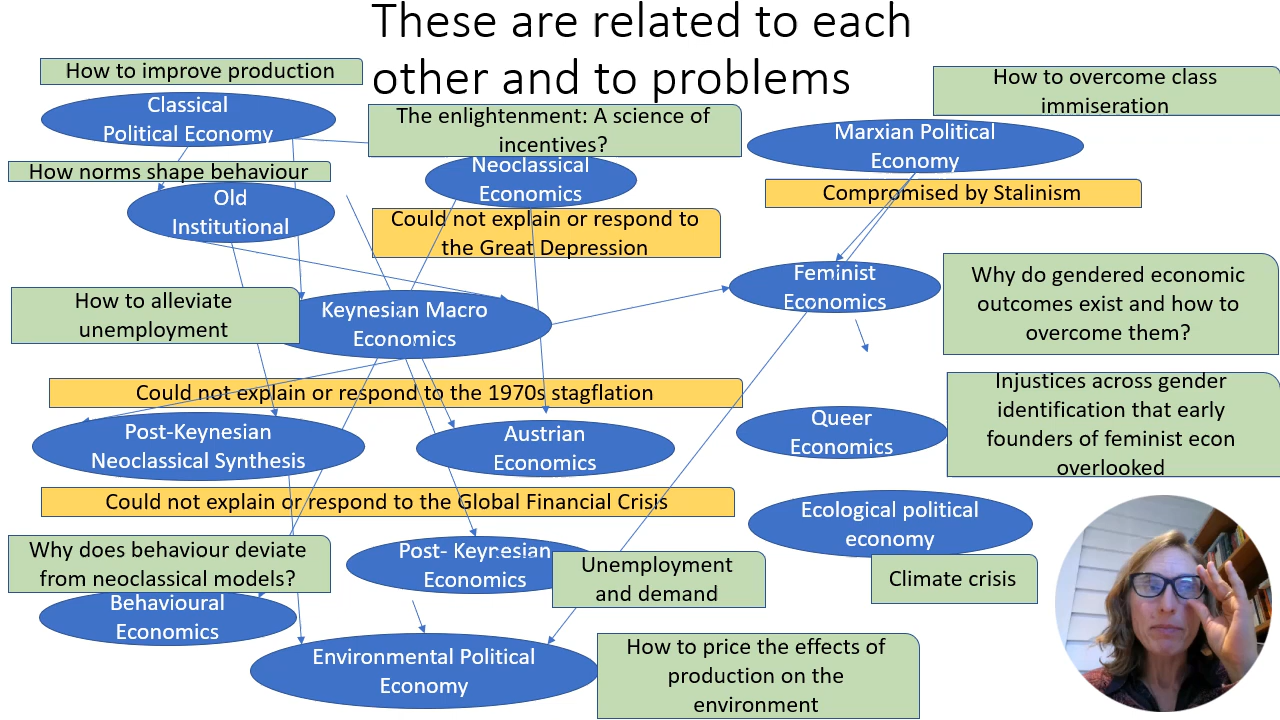 These are related to each
other and to problems
How to improve production
Classical
Political Economy
The enlightenment: A science of
incentives?
How to overcome class
immiseration
Marxian Political
Economy
How norms shape behaviour
Old
Institutional
Neoclassical
Economics
Compromised by Stalinism
Could not explain or respond to
the Great Depression
Feminist
Economics
Why do gendered economic
outcomes exist and how to
overcome them?
How to alleviate
unemployment
Keynesian Macro
Economics
Could not explain or respond to the 1970s stagflation
Injustices across gender
identification that early
founders of feminist econ
overlooked
Post-Keynesian
Neoclassical Synthesis
Austrian
Economics
Queer
Economics
Could not explain or respond to the Global Financial Crisis
Ecological political
economy
Climate crisis
Why does behaviour deviate
from neoclassical models?
Behavioural
Economics
Post- Keynesian
Economics
Unemployment
and demand
Environmental Political
Economy
How to price the effects of
production on the
environment